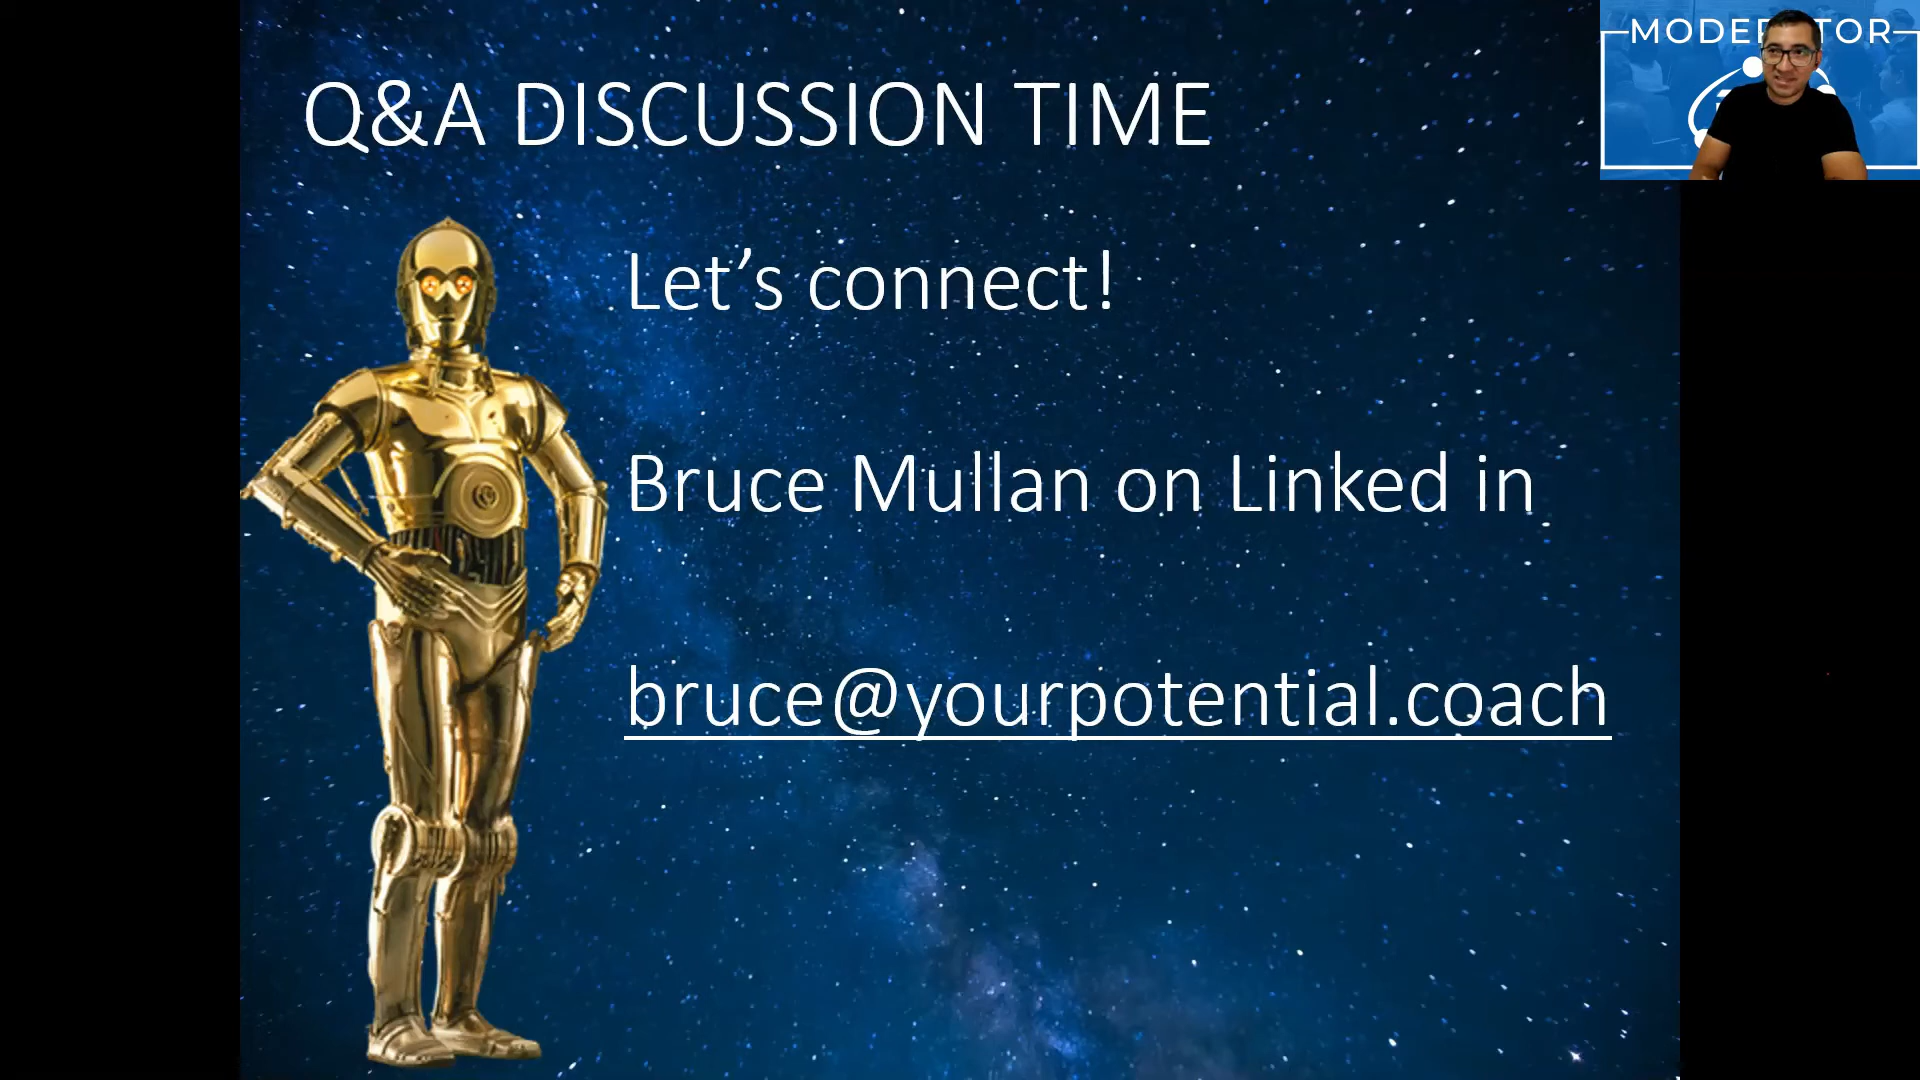 Q&A DISCUSSION TIME
Let's connect!
Bruce Mullan on Linked in
bruce@yourpotential.coach